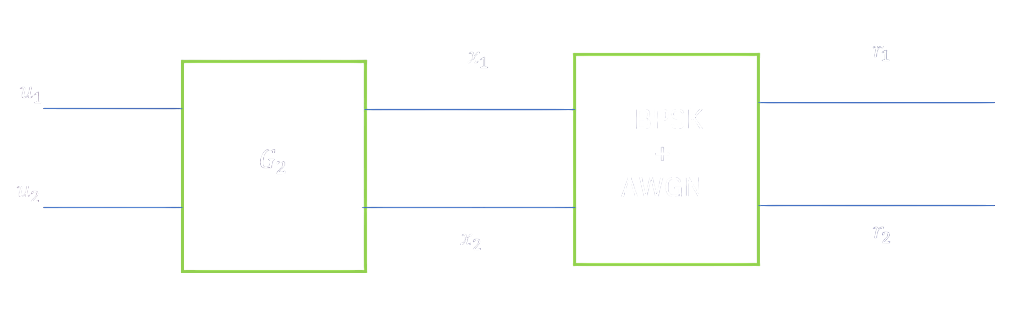 x₁
r₁
u₁
BPSK
G₂
+
AWGN
u₂
x₂
r₂